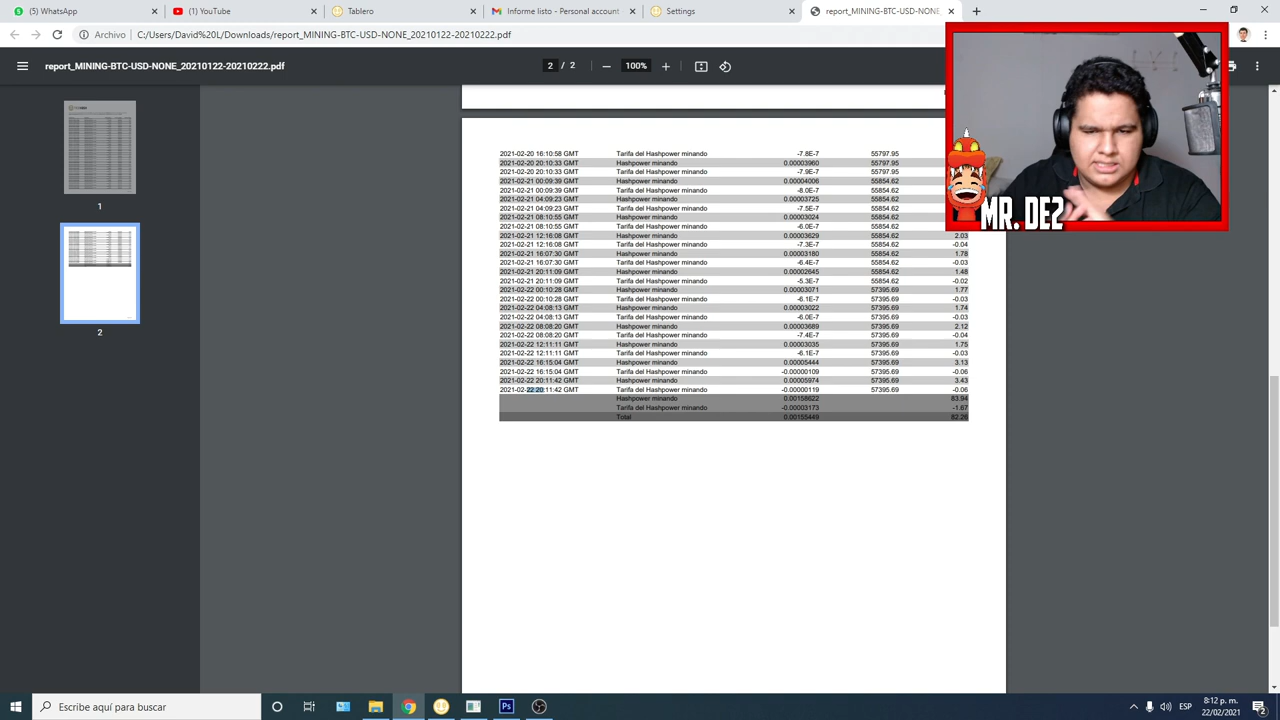 (5) WhatsApp
(1) YouTube
Tablero
Informe listo - Personal account
Settings
report_MINING-BTC-USD-NONE_
Archivo | C:/Users/David%20L/Downloads/report_MINING-BTC-USD-NONE_20210122-20210222.pdf
report_MINING-BTC-USD-NONE_20210122-20210222.pdf
2 / 2
100%
1
2
2021-02-20 16:10:58 GMT Tarifa del Hashpower minando -7.8E-7 55797.95
2021-02-20 20:10:33 GMT Hashpower minando 0.00003960 55797.95
2021-02-20 20:10:33 GMT Tarifa del Hashpower minando -7.9E-7 55797.95
2021-02-21 00:09:39 GMT Hashpower minando 0.00004006 55854.62
2021-02-21 00:09:39 GMT Tarifa del Hashpower minando -8.0E-7 55854.62
2021-02-21 04:09:23 GMT Hashpower minando 0.00003725 55854.62
2021-02-21 04:09:23 GMT Tarifa del Hashpower minando -7.5E-7 55854.62
2021-02-21 08:10:55 GMT Hashpower minando 0.00003024 55854.62
2021-02-21 08:10:55 GMT Tarifa del Hashpower minando -6.0E-7 55854.62
2021-02-21 12:16:08 GMT Hashpower minando 0.00003629 55854.62 2.03
2021-02-21 12:16:08 GMT Tarifa del Hashpower minando -7.3E-7 55854.62 -0.04
2021-02-21 16:07:30 GMT Hashpower minando 0.00003180 55854.62 1.78
2021-02-21 16:07:30 GMT Tarifa del Hashpower minando -6.4E-7 55854.62 -0.03
2021-02-21 20:11:09 GMT Hashpower minando 0.00002645 55854.62 1.48
2021-02-21 20:11:09 GMT Tarifa del Hashpower minando -5.3E-7 55854.62 -0.02
2021-02-22 00:10:28 GMT Hashpower minando 0.00003071 57395.69 1.77
2021-02-22 00:10:28 GMT Tarifa del Hashpower minando -6.1E-7 57395.69 -0.03
2021-02-22 04:08:13 GMT Hashpower minando 0.00003022 57395.69 1.74
2021-02-22 04:08:13 GMT Tarifa del Hashpower minando -6.0E-7 57395.69 -0.03
2021-02-22 08:08:20 GMT Hashpower minando 0.00003689 57395.69 2.12
2021-02-22 08:08:20 GMT Tarifa del Hashpower minando -7.4E-7 57395.69 -0.04
2021-02-22 12:11:11 GMT Hashpower minando 0.00003035 57395.69 1.75
2021-02-22 12:11:11 GMT Tarifa del Hashpower minando -6.1E-7 57395.69 -0.03
2021-02-22 16:15:04 GMT Hashpower minando 0.00005444 57395.69 3.13
2021-02-22 16:15:04 GMT Tarifa del Hashpower minando -0.00000109 57395.69 -0.06
2021-02-22 20:11:42 GMT Hashpower minando 0.00005974 57395.69 3.43
2021-02-22 20:11:42 GMT Tarifa del Hashpower minando -0.00000119 57395.69 -0.06
Hashpower minando 0.00158622 83.94
Tarifa del Hashpower minando -0.00003173 -1.67
Total 0.00155449 82.26
MR. DE2
Escribe aquí para buscar
Ps
ESP
8:12 p. m.
22/02/2021
2